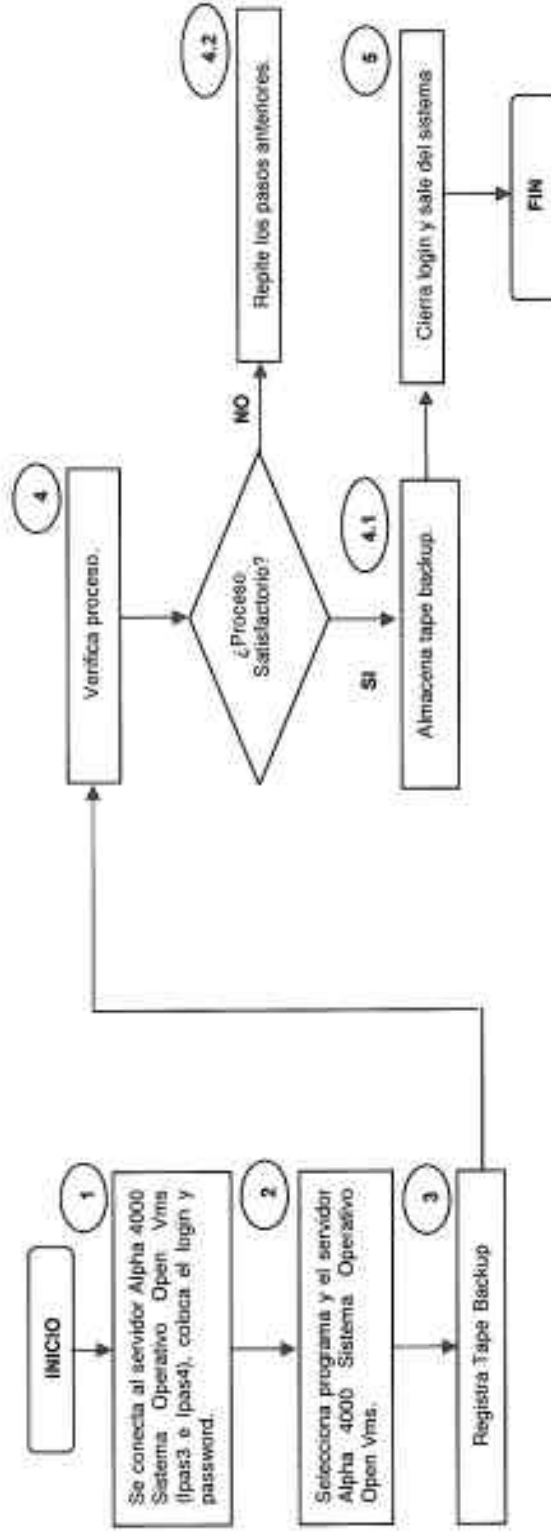 INICIO
1
Se conecta al servidor Alpha 4000
Sistema Operativo Open Vms
(Ipas3 e Ipas4), coloca el login y
password.
2
Selecciona programa y el servidor
Alpha 4000 Sistema Operativo
Open Vms.
3
Registra Tape Backup
4
Verifica proceso.
¿Proceso
Satisfactorio?
NO
4.2
Repite los pasos anteriores.
SI
4.1
Almacena tape backup.
5
Cierra login y sale del sistema
FIN